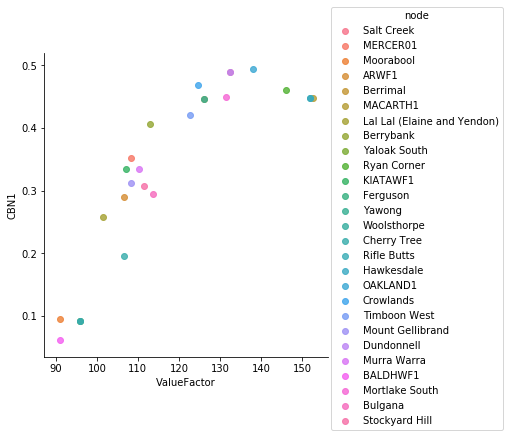 node
Salt Creek
MERCER01
Moorabool
ARWF1
Berrimal
MACARTH1
Lal Lal (Elaine and Yendon)
Berrybank
Yaloak South
Ryan Corner
KIATAWF1
Ferguson
Yawong
Woolsthorpe
Cherry Tree
Rifle Butts
Hawkesdale
OAKLAND1
Crowlands
Timboon West
Mount Gellibrand
Dundonnell
Murra Warra
BALDHWF1
Mortlake South
Bulgana
Stockyard Hill
0.5
0.4
0.3
0.2
0.1
CBN1
90 100 110 120 130 140 150
ValueFactor